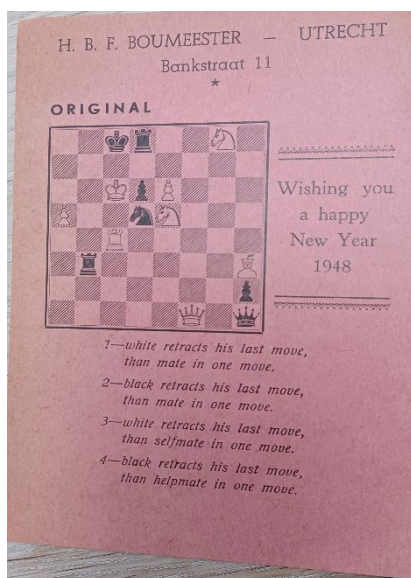 H. B. F. BOUMEESTER – UTRECHT
Bankstraat 11
*
ORIGINAL
Wishing you
a happy
New Year
1948
1—white retracts his last move,
than mate in one move.
2—black retracts his last move,
than mate in one move.
3—white retracts his last move,
than selfmate in one move.
4—black retracts his last move,
than helpmate in one move.